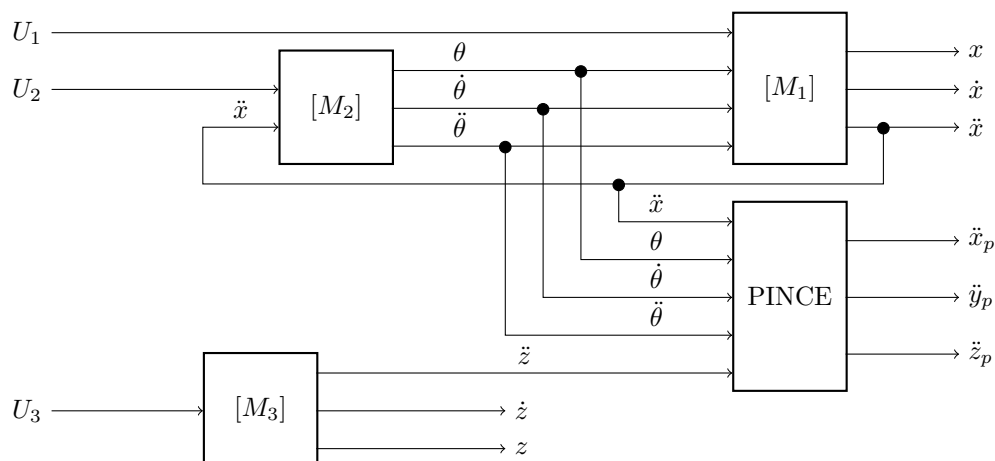 U₁
θ
[M₁]
x
U₂
[M₂]
θ̇
ẋ
ẍ
θ̈
ẍ
ẍ
θ
PINCE
ẍₚ
θ̇
ÿₚ
θ̈
z̈
z̈ₚ
U₃
[M₃]
ż
z